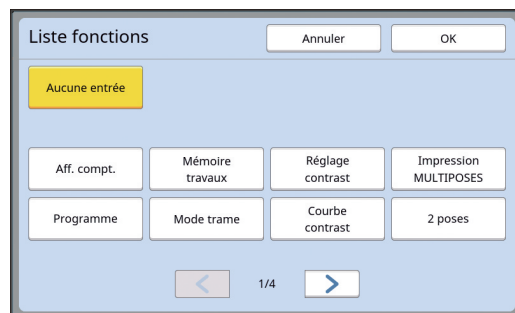 Liste fonctions
Annuler
OK
Aucune entrée
Aff. compt.
Mémoire
travaux
Réglage
contrast
Impression
MULTIPOSES
Programme
Mode trame
Courbe
contrast
2 poses
1/4